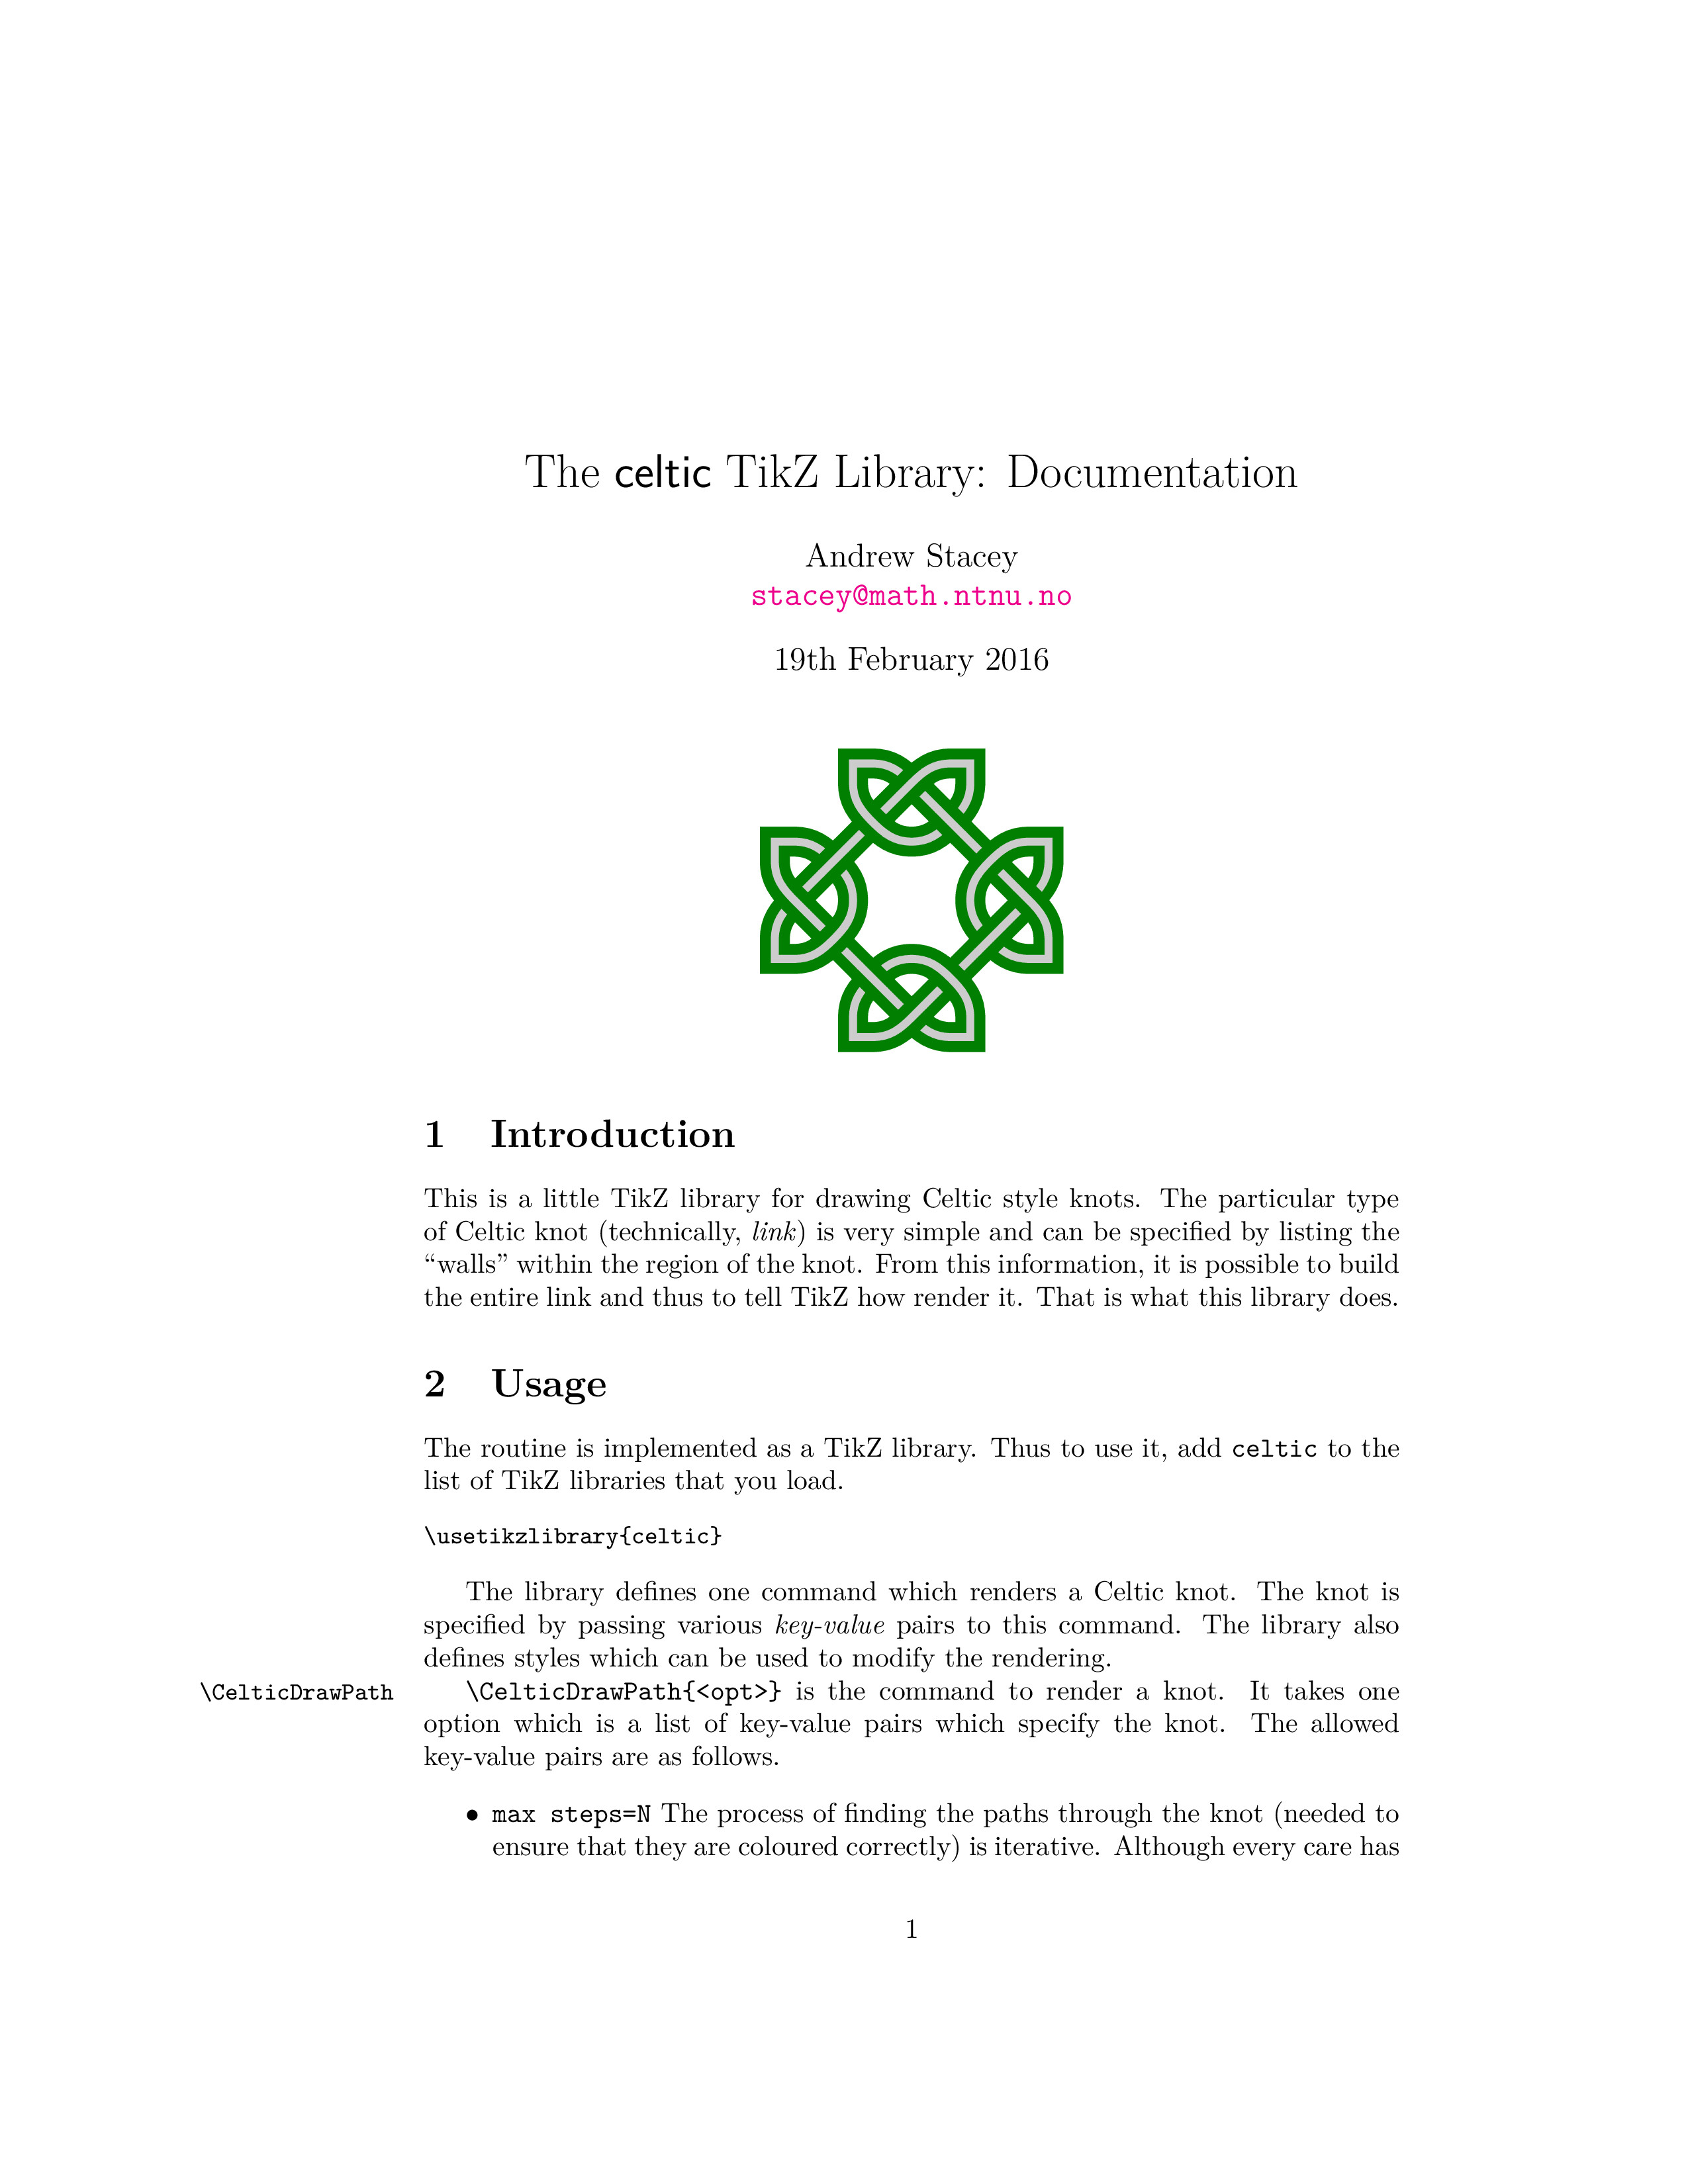 The celtic TikZ Library: Documentation
Andrew Stacey
stacey@math.ntnu.no
19th February 2016
1 Introduction
This is a little TikZ library for drawing Celtic style knots. The particular type
of Celtic knot (technically, link) is very simple and can be specified by listing the
“walls” within the region of the knot. From this information, it is possible to build
the entire link and thus to tell TikZ how render it. That is what this library does.
2 Usage
The routine is implemented as a TikZ library. Thus to use it, add celtic to the
list of TikZ libraries that you load.
\usetikzlibrary{celtic}
The library defines one command which renders a Celtic knot. The knot is
specified by passing various key-value pairs to this command. The library also
defines styles which can be used to modify the rendering.
\CelticDrawPath \CelticDrawPath{<opt>} is the command to render a knot. It takes one
option which is a list of key-value pairs which specify the knot. The allowed
key-value pairs are as follows.
• max steps=N The process of finding the paths through the knot (needed to
ensure that they are coloured correctly) is iterative. Although every care has
1